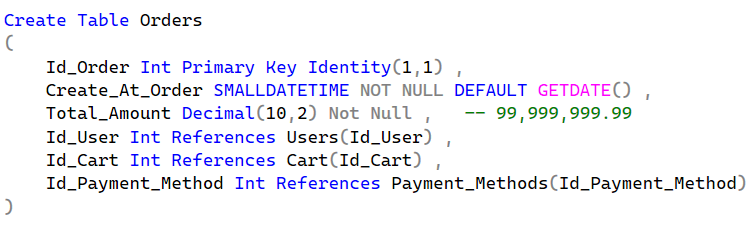 Create Table Orders
(
Id_Order Int Primary Key Identity(1,1) ,
Create_At_Order SMALLDATETIME NOT NULL DEFAULT GETDATE() ,
Total_Amount Decimal(10,2) Not Null ,   -- 99,999,999.99
Id_User Int References Users(Id_User) ,
Id_Cart Int References Cart(Id_Cart) ,
Id_Payment_Method Int References Payment_Methods(Id_Payment_Method)
)